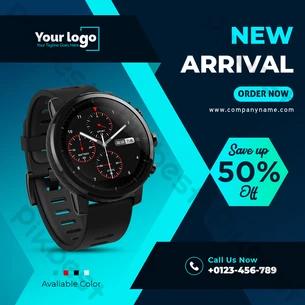 Your logo
Your Tagline Goes Here
NEW
ARRIVAL
ORDER NOW
www.companyname.com
Save up
50%
Off
Available Color
Call Us Now
+0123-456-789